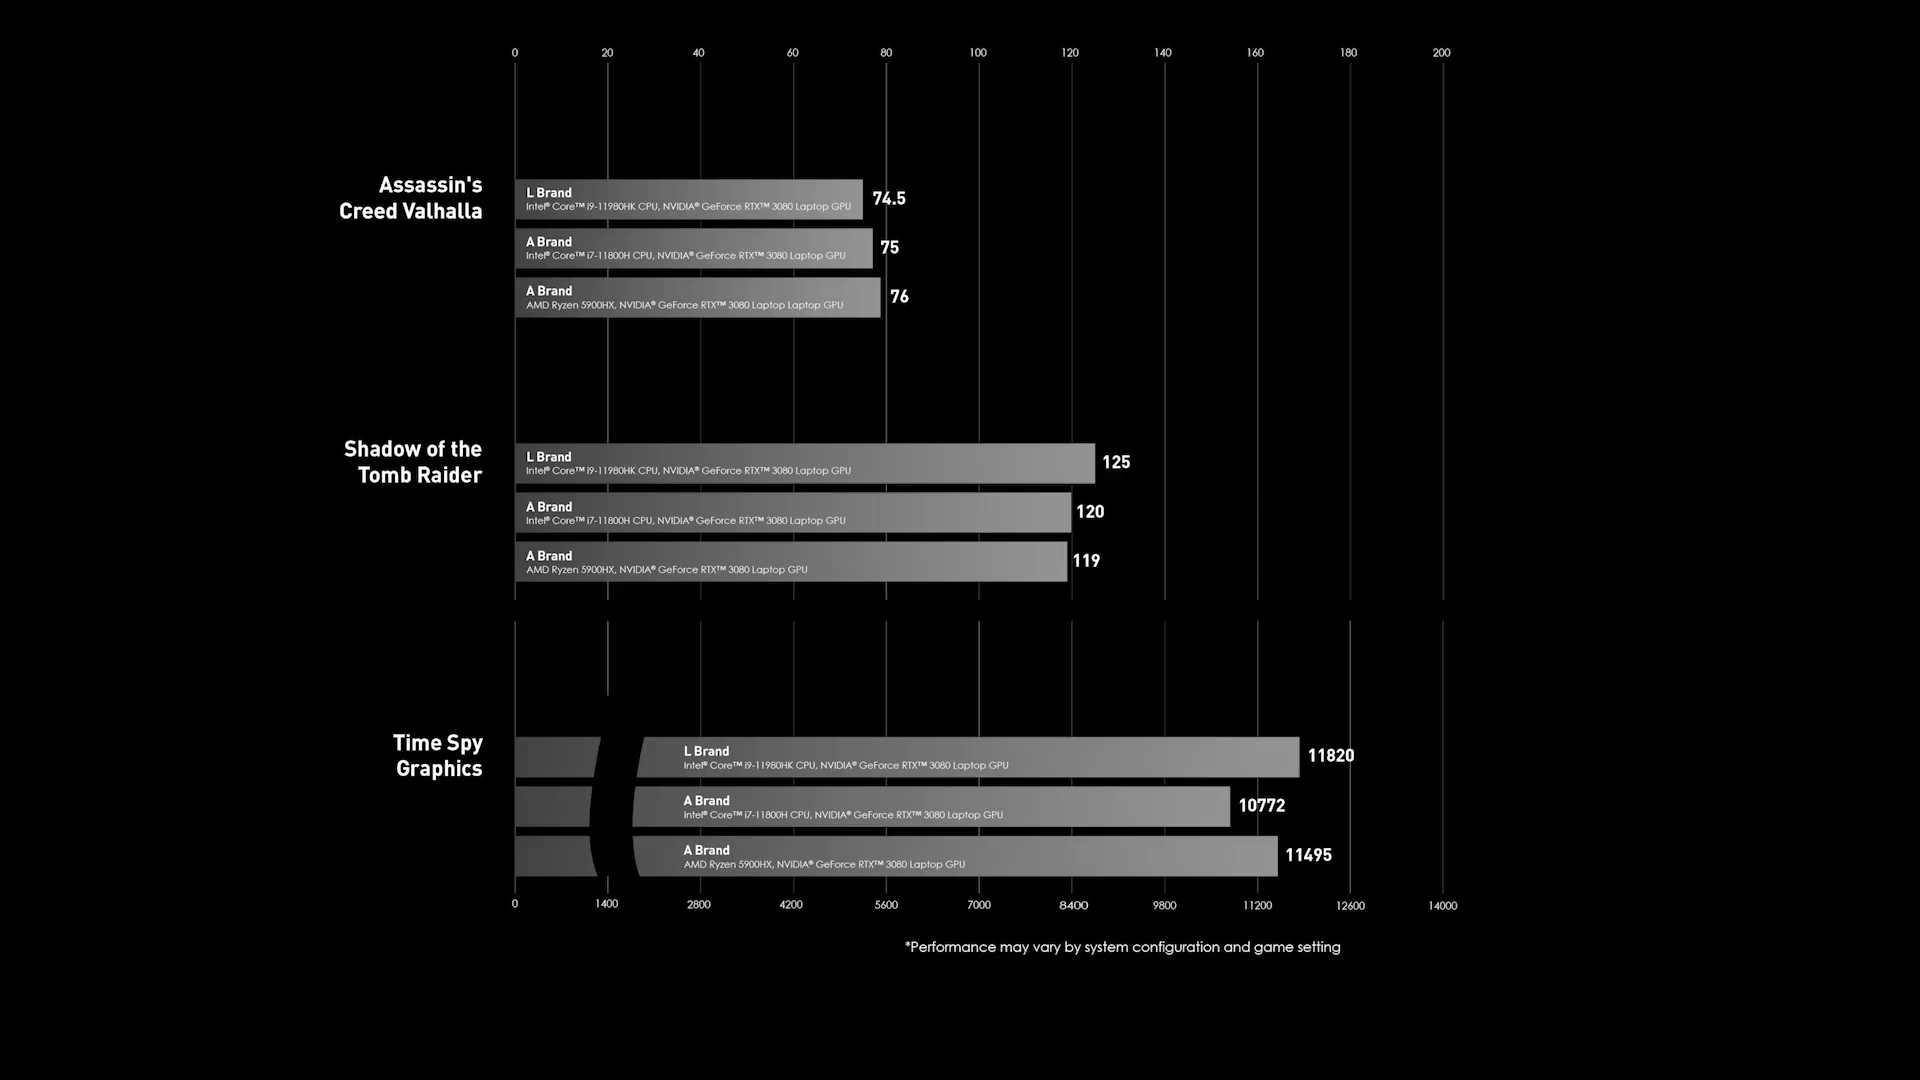 0 20 40 60 80 100 120 140 160 180 200
Assassin's
Creed Valhalla
L Brand
Intel® Core™ i9-11980HK CPU, NVIDIA® GeForce RTX™ 3080 Laptop GPU
74.5
A Brand
Intel® Core™ i7-11800H CPU, NVIDIA® GeForce RTX™ 3080 Laptop GPU
75
A Brand
AMD Ryzen 5900HX, NVIDIA® GeForce RTX™ 3080 Laptop Laptop GPU
76
Shadow of the
Tomb Raider
L Brand
Intel® Core™ i9-11980HK CPU, NVIDIA® GeForce RTX™ 3080 Laptop GPU
125
A Brand
Intel® Core™ i7-11800H CPU, NVIDIA® GeForce RTX™ 3080 Laptop GPU
120
A Brand
AMD Ryzen 5900HX, NVIDIA® GeForce RTX™ 3080 Laptop GPU
119
Time Spy
Graphics
L Brand
Intel® Core™ i9-11980HK CPU, NVIDIA® GeForce RTX™ 3080 Laptop GPU
11820
A Brand
Intel® Core™ i7-11800H CPU, NVIDIA® GeForce RTX™ 3080 Laptop GPU
10772
A Brand
AMD Ryzen 5900HX, NVIDIA® GeForce RTX™ 3080 Laptop GPU
11495
0 1400 2800 4200 5600 7000 8400 9800 11200 12600 14000
*Performance may vary by system configuration and game setting